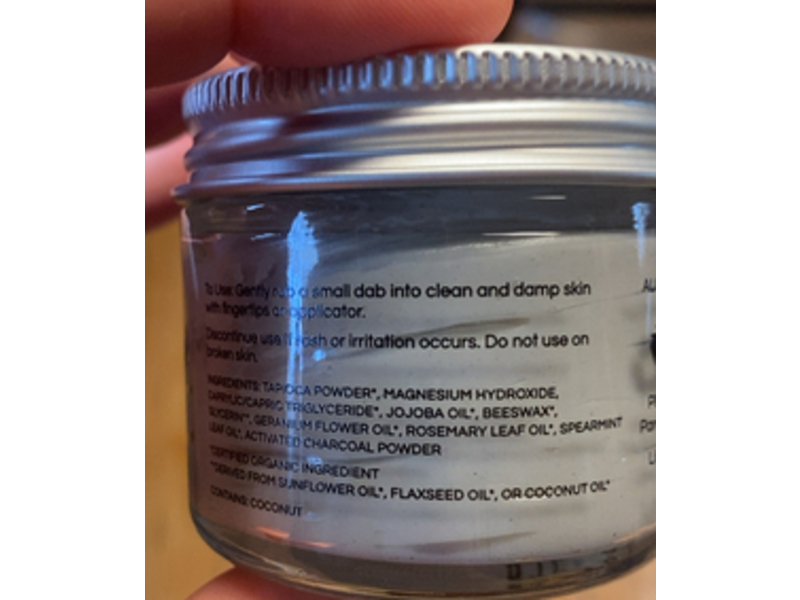 To Use: Gently rub a small dab into clean and damp skin
with fingertips or applicator.
Discontinue use if rash or irritation occurs. Do not use on
broken skin.
INGREDIENTS: TAPIOCA POWDER*, MAGNESIUM HYDROXIDE,
CAPRYLIC/CAPRIC TRIGLYCERIDE*, JOJOBA OIL*, BEESWAX*,
GLYCERIN**, GERANIUM FLOWER OIL*, ROSEMARY LEAF OIL*, SPEARMINT
LEAF OIL*, ACTIVATED CHARCOAL POWDER
*CERTIFIED ORGANIC INGREDIENT
**DERIVED FROM SUNFLOWER OIL*, FLAXSEED OIL*, OR COCONUT OIL*
CONTAINS: COCONUT